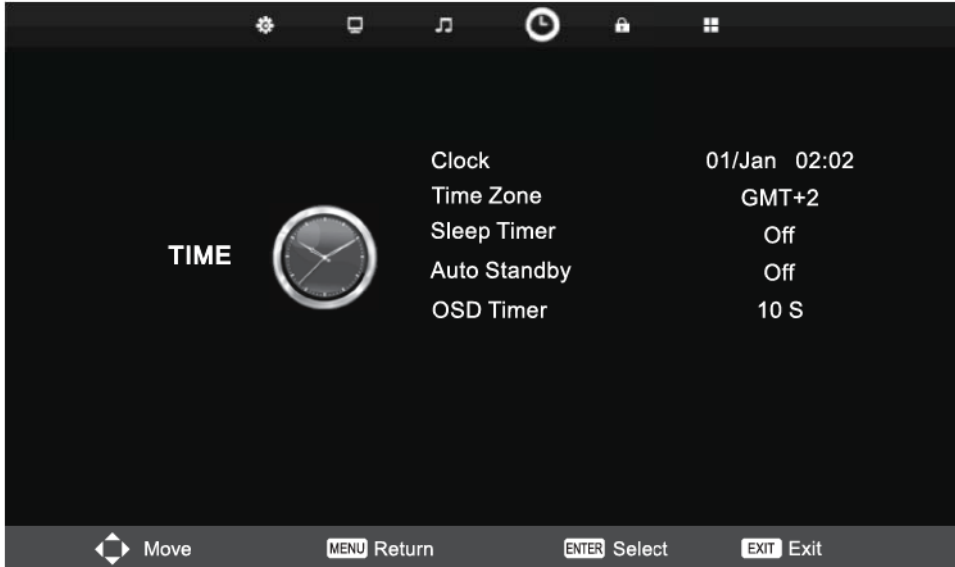 Clock 01/Jan 02:02
Time Zone GMT+2
Sleep Timer Off
TIME
Auto Standby Off
OSD Timer 10 S
Move MENU Return ENTER Select EXIT Exit